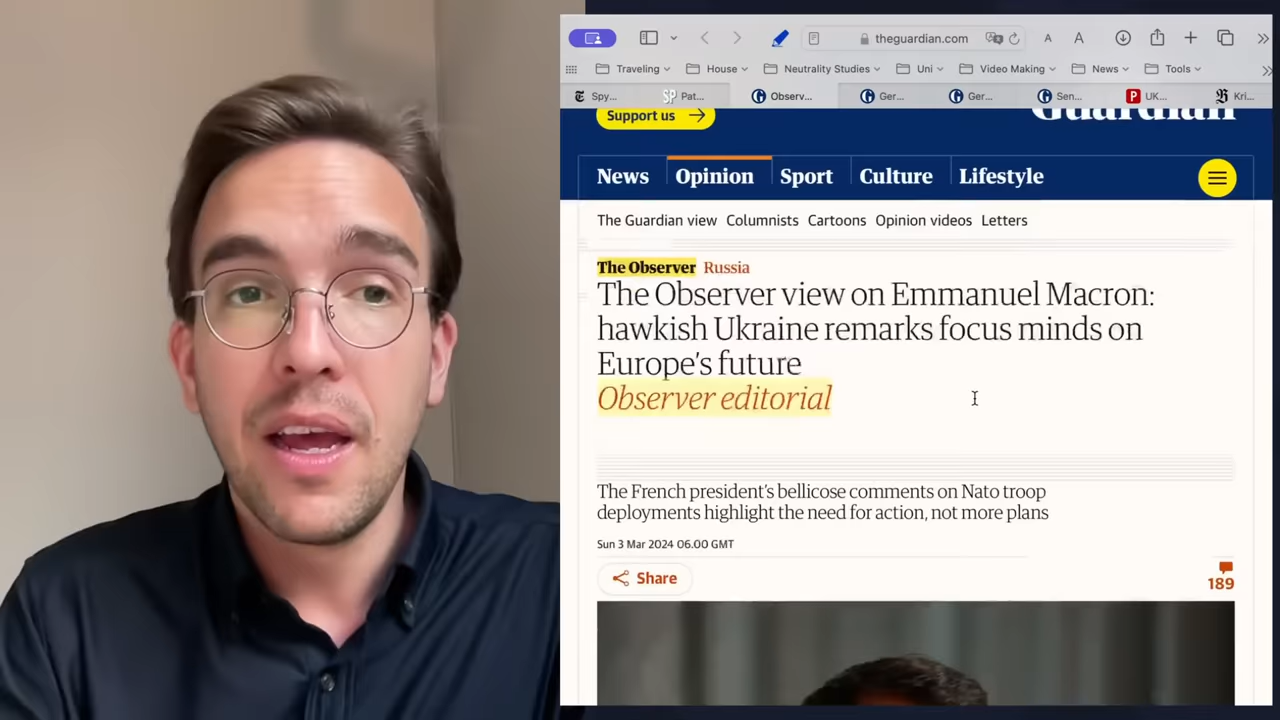 theguardian.com
A
A
Traveling
House
Neutrality Studies
Uni
Video Making
News
Tools
Spy...
SP Pat...
Observ...
Ger...
Ger...
Sen...
P UK...
Kri...
Support us
Guardian
News Opinion Sport Culture Lifestyle
The Guardian view Columnists Cartoons Opinion videos Letters
The Observer Russia
The Observer view on Emmanuel Macron:
hawkish Ukraine remarks focus minds on
Europe's future
Observer editorial
The French president's bellicose comments on Nato troop
deployments highlight the need for action, not more plans
Sun 3 Mar 2024 06.00 GMT
Share
189